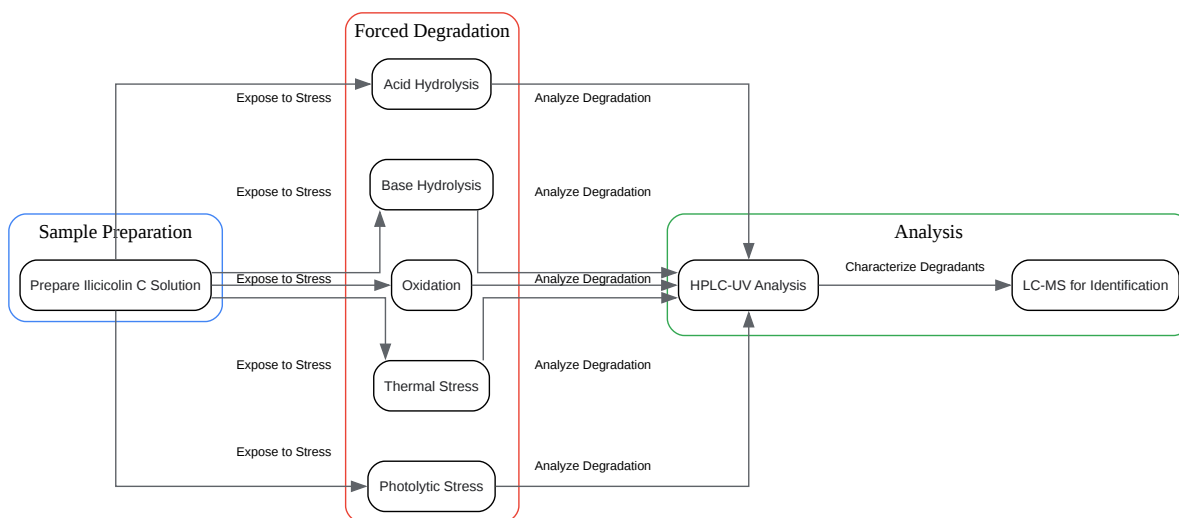 Forced Degradation
Acid Hydrolysis
Expose to Stress
Analyze Degradation
Base Hydrolysis
Expose to Stress
Analyze Degradation
Sample Preparation
Analysis
Prepare Ilicicolin C Solution
Expose to Stress
Oxidation
Analyze Degradation
HPLC-UV Analysis
Characterize Degradants
LC-MS for Identification
Expose to Stress
Thermal Stress
Analyze Degradation
Expose to Stress
Photolytic Stress
Analyze Degradation